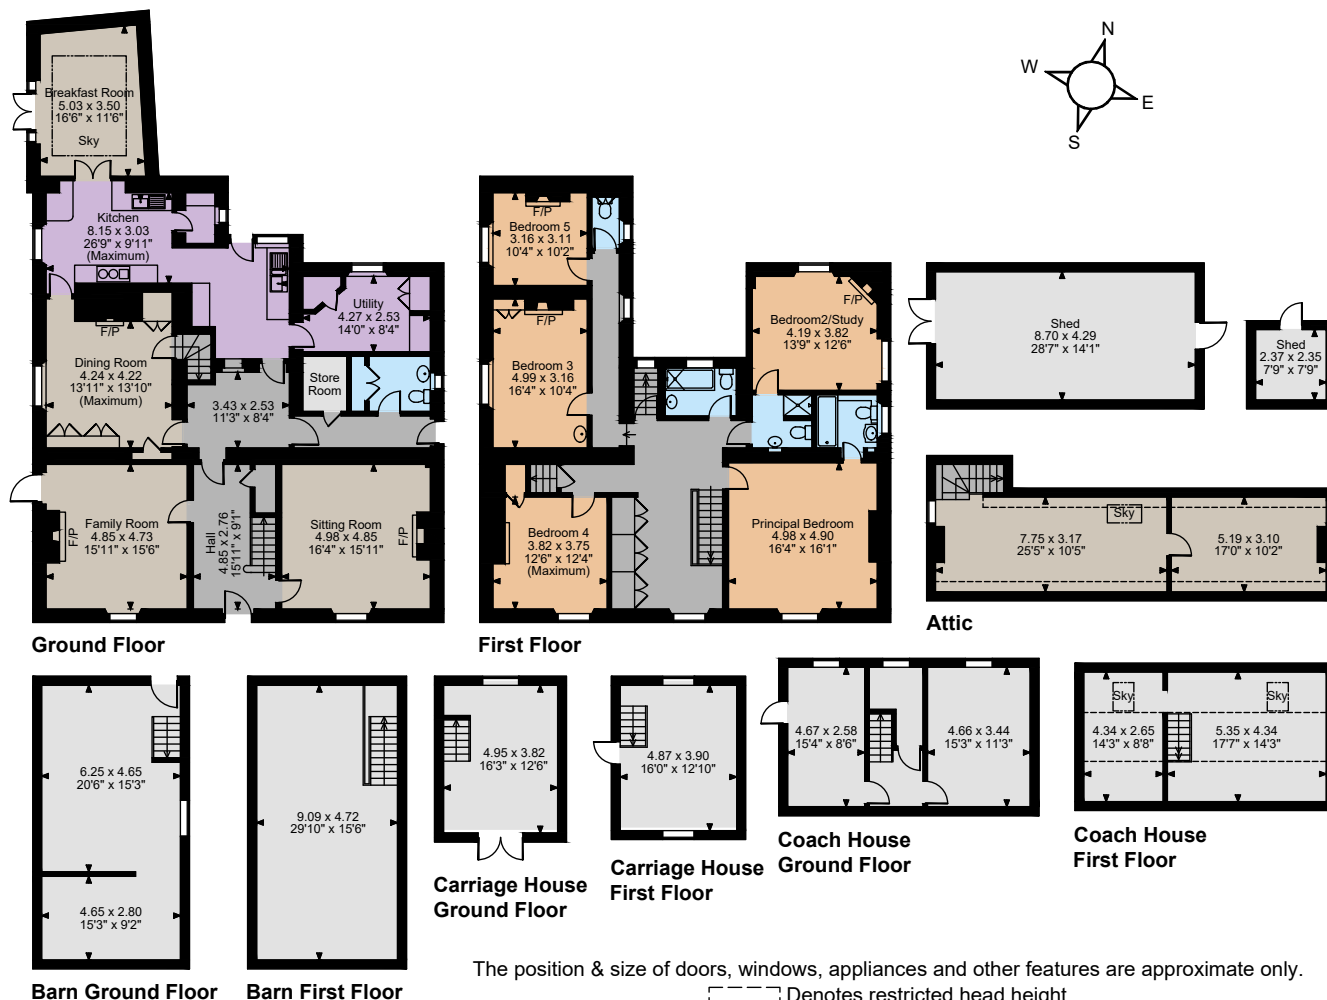 N
W
E
S
Breakfast Room
5.03 x 3.50
16'6" x 11'6"
Sky
Kitchen
8.15 x 3.03
26'9" x 9'11"
(Maximum)
F/P
Dining Room
4.24 x 4.22
13'11" x 13'10"
(Maximum)
Utility
4.27 x 2.53
14'0" x 8'4"
Store
Room
3.43 x 2.53
11'3" x 8'4"
Family Room
4.85 x 4.73
15'11" x 15'6"
F/P
Hall
4.85 x 2.76
15'11" x 9'1"
Sitting Room
4.98 x 4.85
16'4" x 15'11"
F/P
Ground Floor
F/P
Bedroom 5
3.16 x 3.11
10'4" x 10'2"
F/P
Bedroom 3
4.99 x 3.16
16'4" x 10'4"
F/P
Bedroom2/Study
4.19 x 3.82
13'9" x 12'6"
Bedroom 4
3.82 x 3.75
12'6" x 12'4"
(Maximum)
Principal Bedroom
4.98 x 4.90
16'4" x 16'1"
First Floor
Shed
8.70 x 4.29
28'7" x 14'1"
Shed
2.37 x 2.35
7'9" x 7'9"
Sky
7.75 x 3.17
25'5" x 10'5"
5.19 x 3.10
17'0" x 10'2"
Attic
6.25 x 4.65
20'6" x 15'3"
4.65 x 2.80
15'3" x 9'2"
Barn Ground Floor
9.09 x 4.72
29'10" x 15'6"
Barn First Floor
4.95 x 3.82
16'3" x 12'6"
Carriage House
Ground Floor
4.87 x 3.90
16'0" x 12'10"
Carriage House
First Floor
4.67 x 2.58
15'4" x 8'6"
4.66 x 3.44
15'3" x 11'3"
Coach House
Ground Floor
Sky
Sky
4.34 x 2.65
14'3" x 8'8"
5.35 x 4.34
17'7" x 14'3"
Coach House
First Floor
The position & size of doors, windows, appliances and other features are approximate only.
Denotes restricted head height